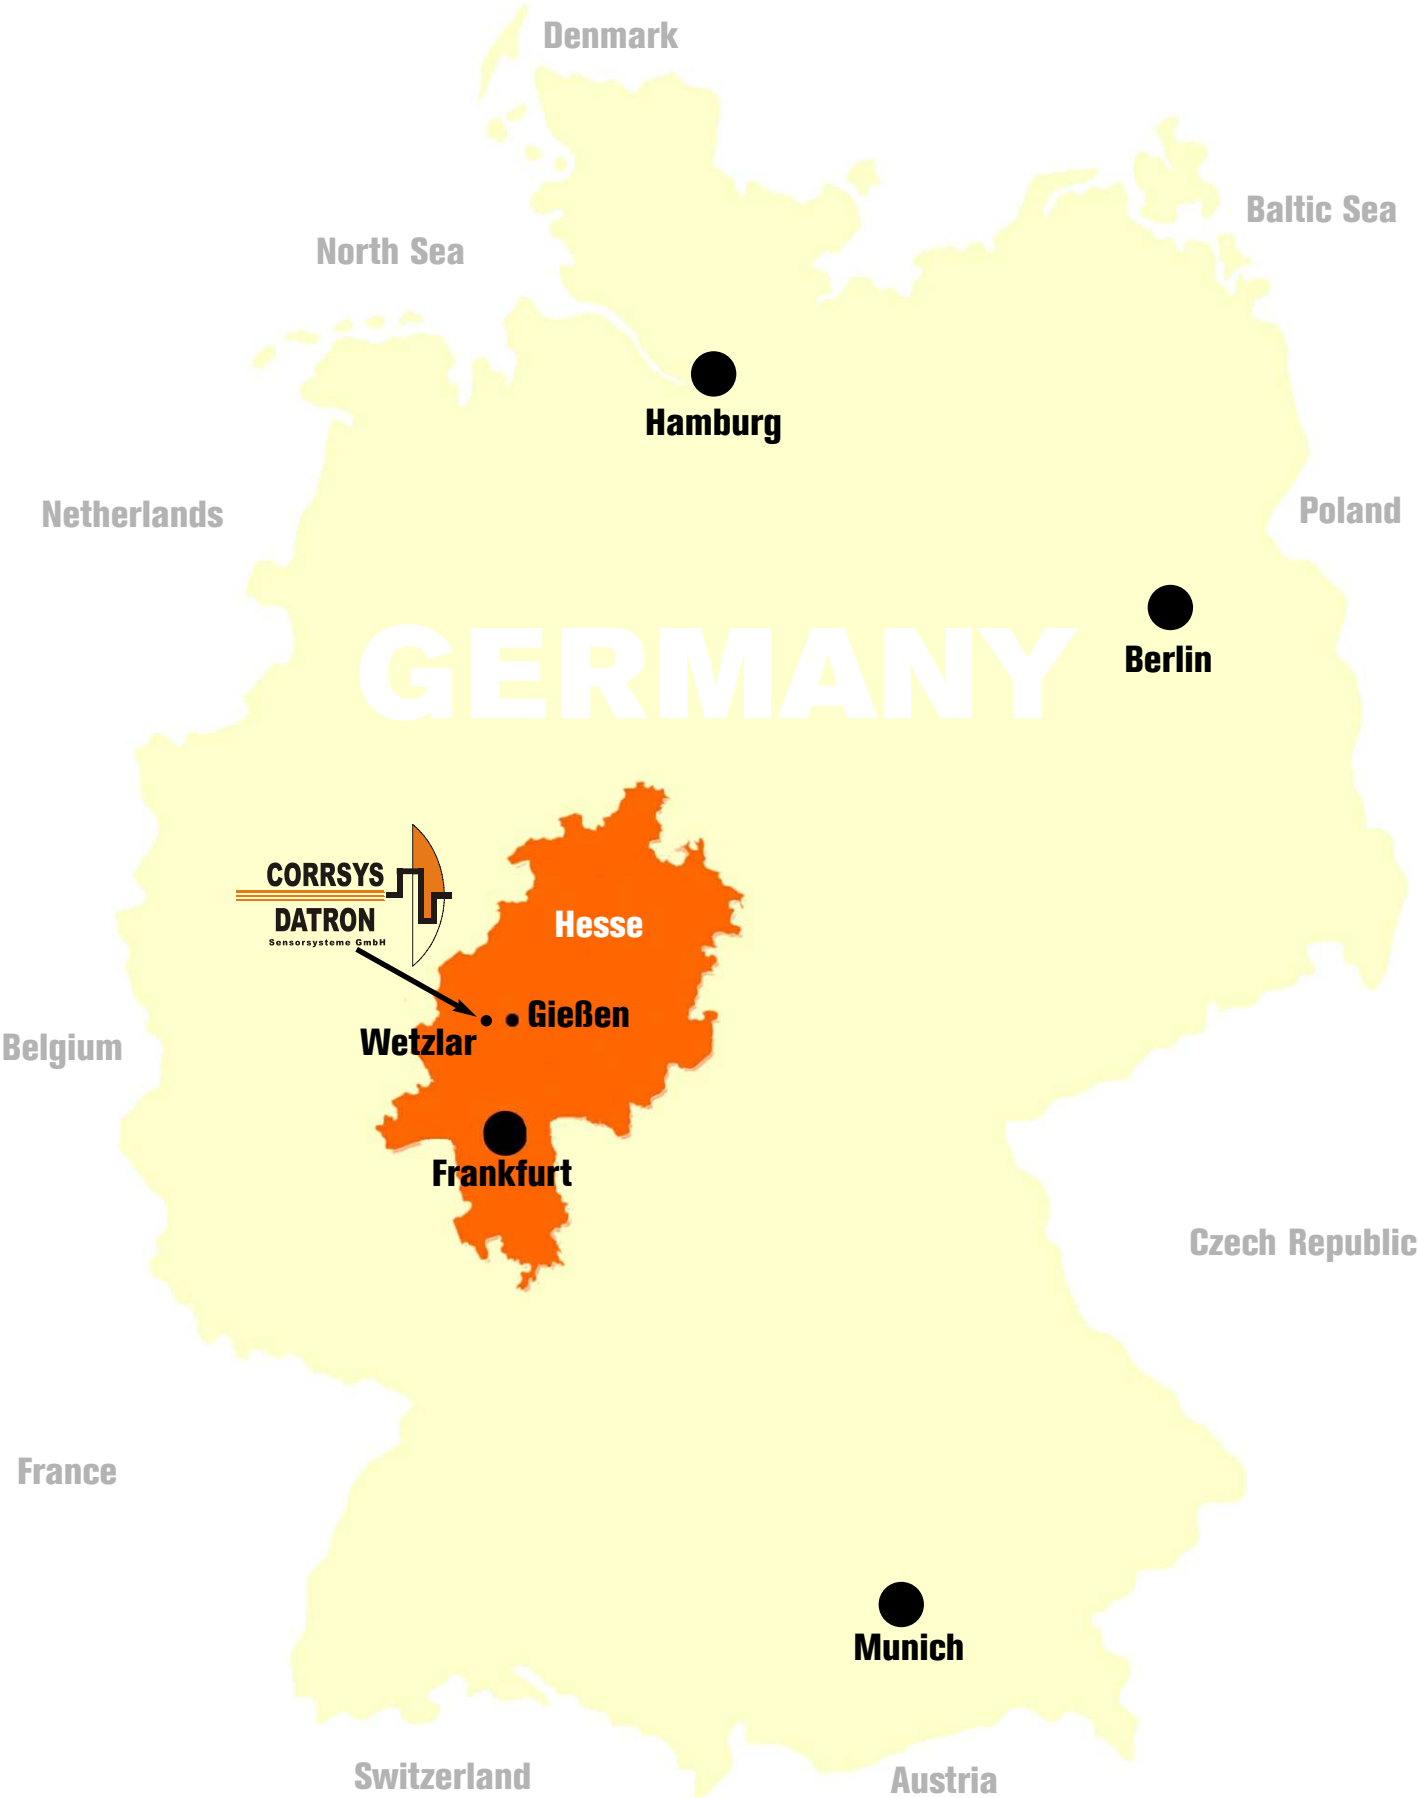 Denmark
Baltic Sea
North Sea
Hamburg
Netherlands
Poland
GERMANY
Berlin
CORRSYS
DATRON
Sensorsysteme GmbH
Hesse
Gießen
Wetzlar
Belgium
Frankfurt
Czech Republic
France
Munich
Switzerland
Austria